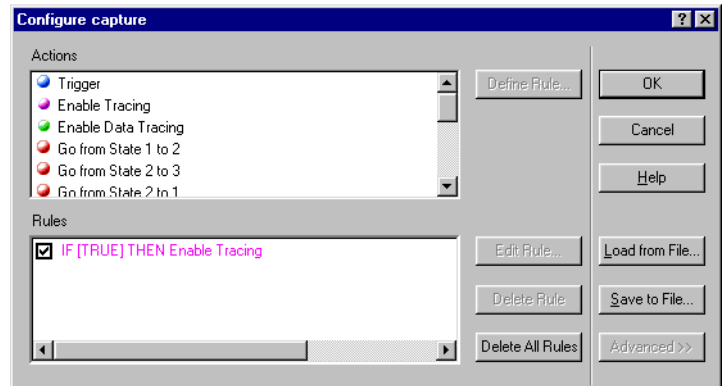 Configure capture
Actions
Trigger
Enable Tracing
Enable Data Tracing
Go from State 1 to 2
Go from State 2 to 3
Go from State 2 to 1
Define Rule...
OK
Cancel
Help
Rules
IF [TRUE] THEN Enable Tracing
Edit Rule...
Delete Rule
Delete All Rules
Load from File...
Save to File...
Advanced >>